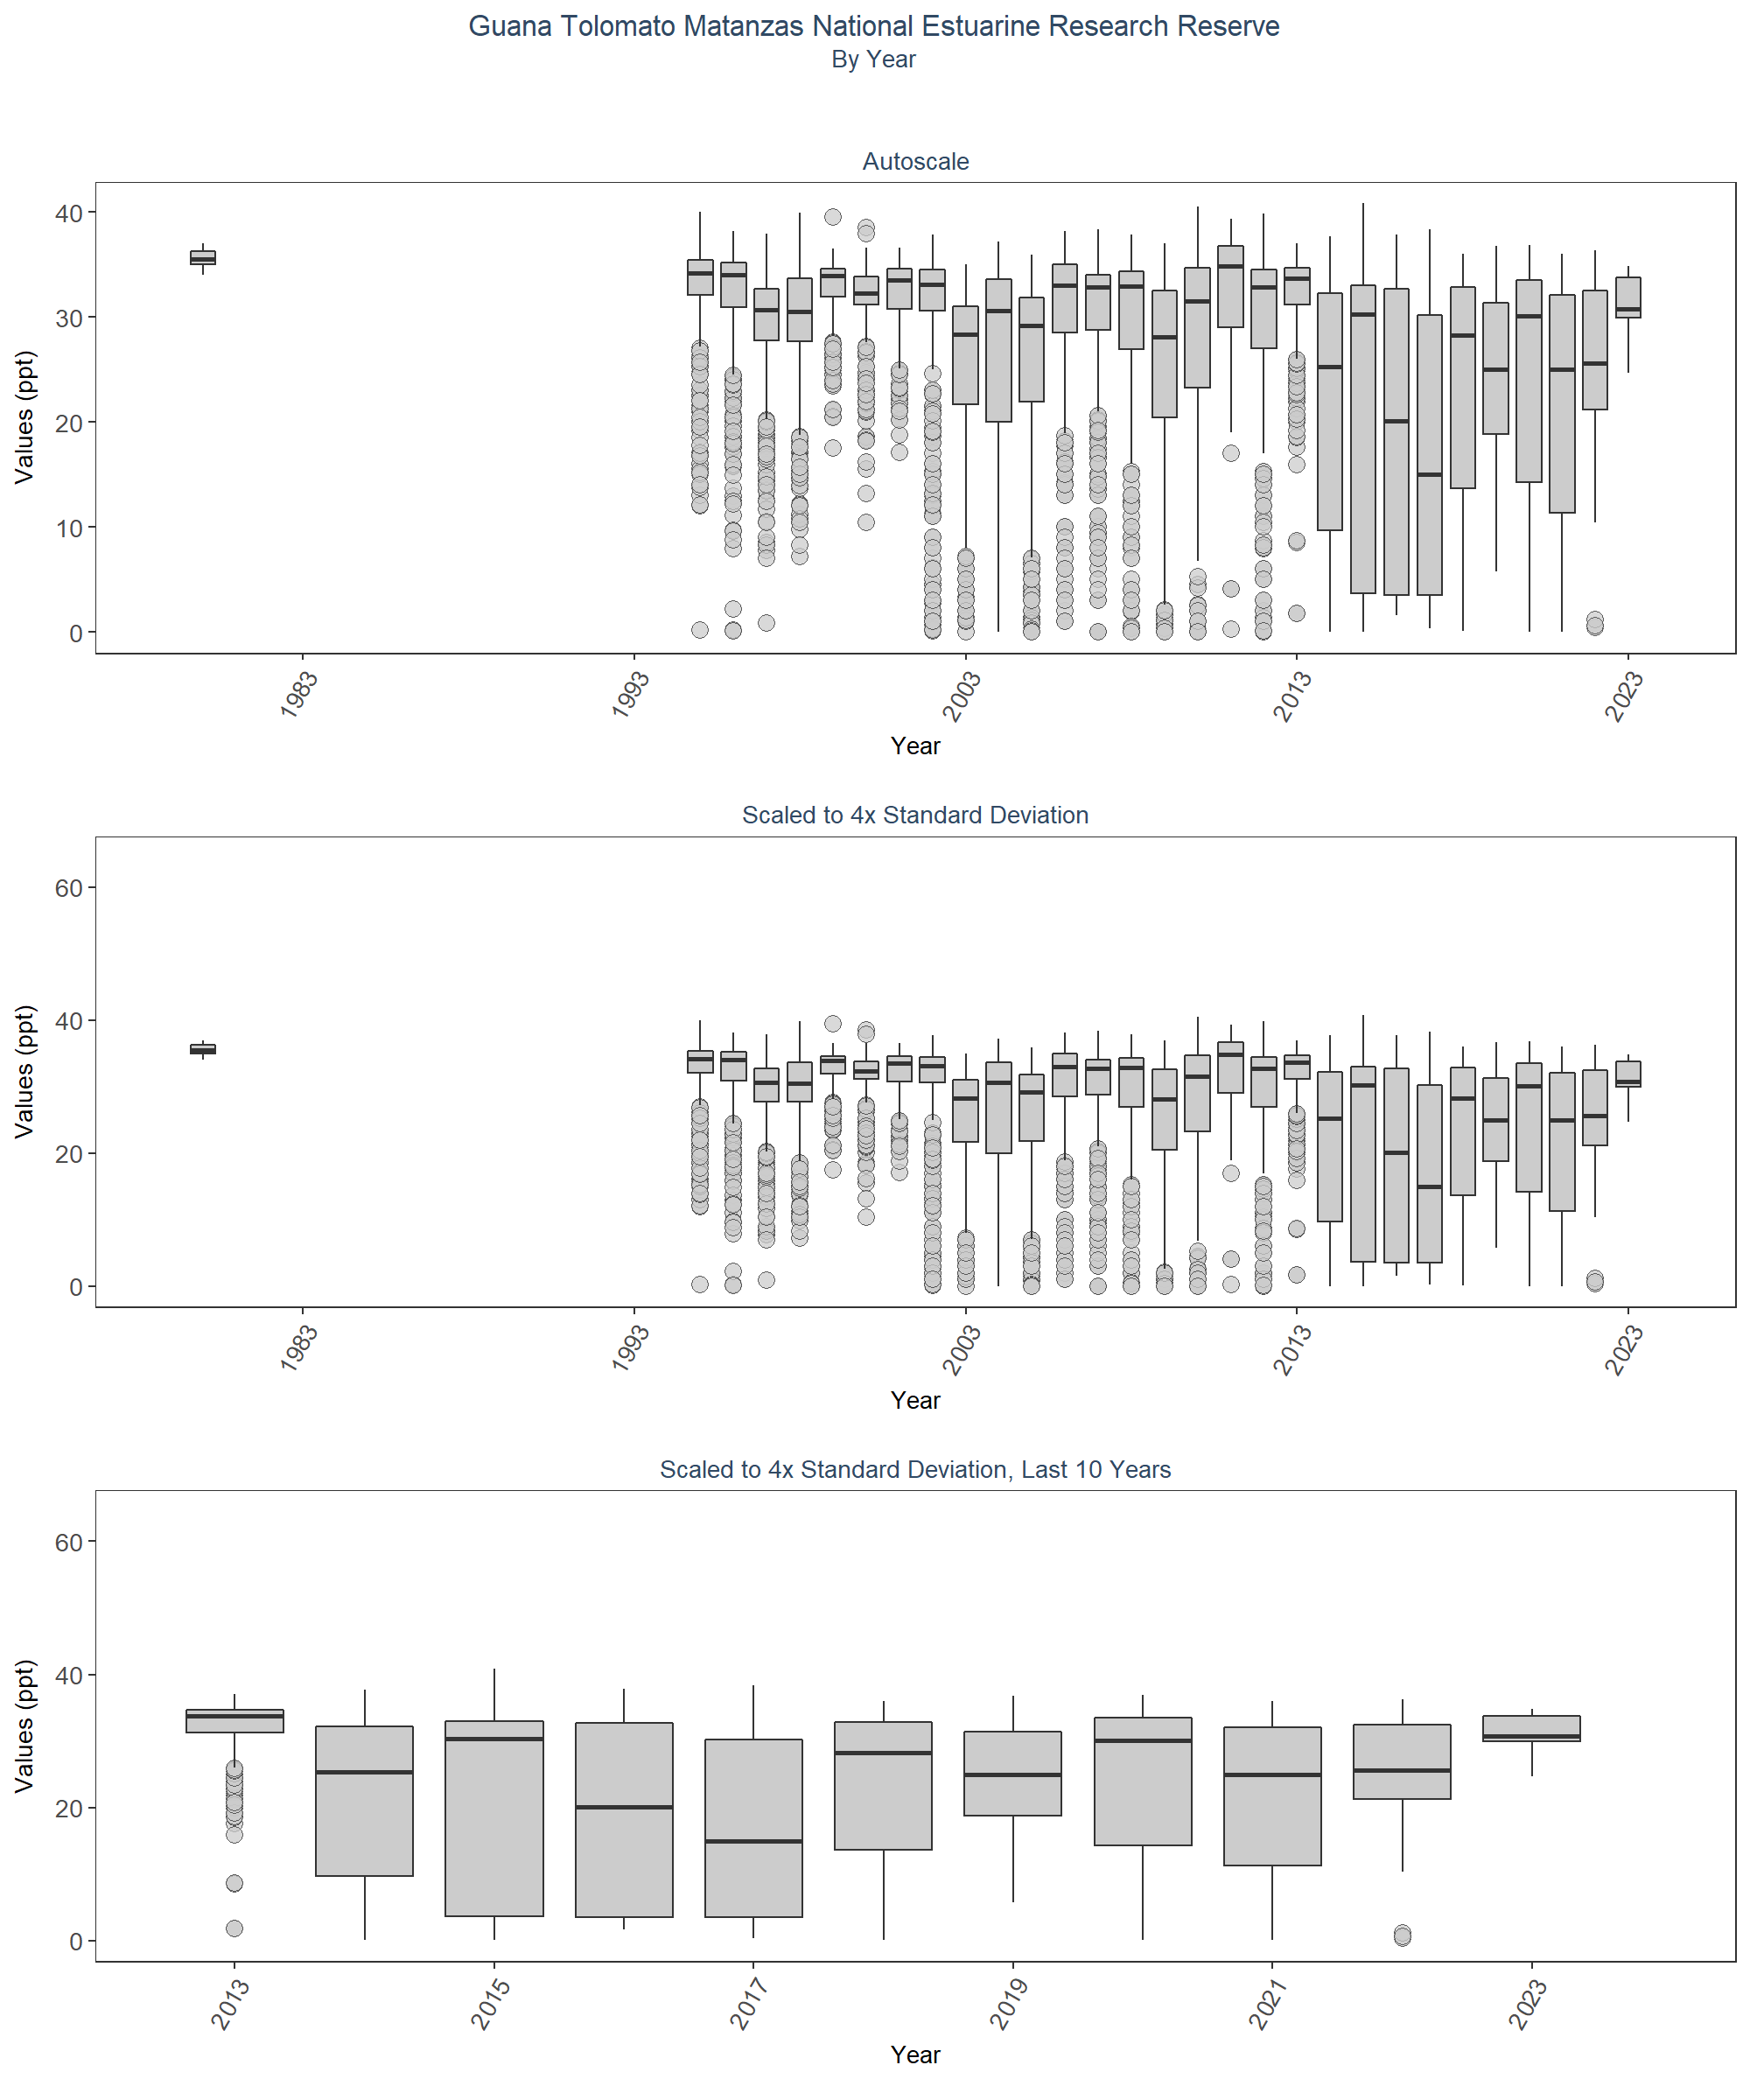 Guana Tolomato Matanzas National Estuarine Research Reserve
By Year
Autoscale
Values (ppt)
40
30
20
10
0
1983
1993
2003
2013
2023
Year
Scaled to 4x Standard Deviation
Values (ppt)
60
40
20
0
1983
1993
2003
2013
2023
Year
Scaled to 4x Standard Deviation, Last 10 Years
Values (ppt)
60
40
20
0
2013
2015
2017
2019
2021
2023
Year